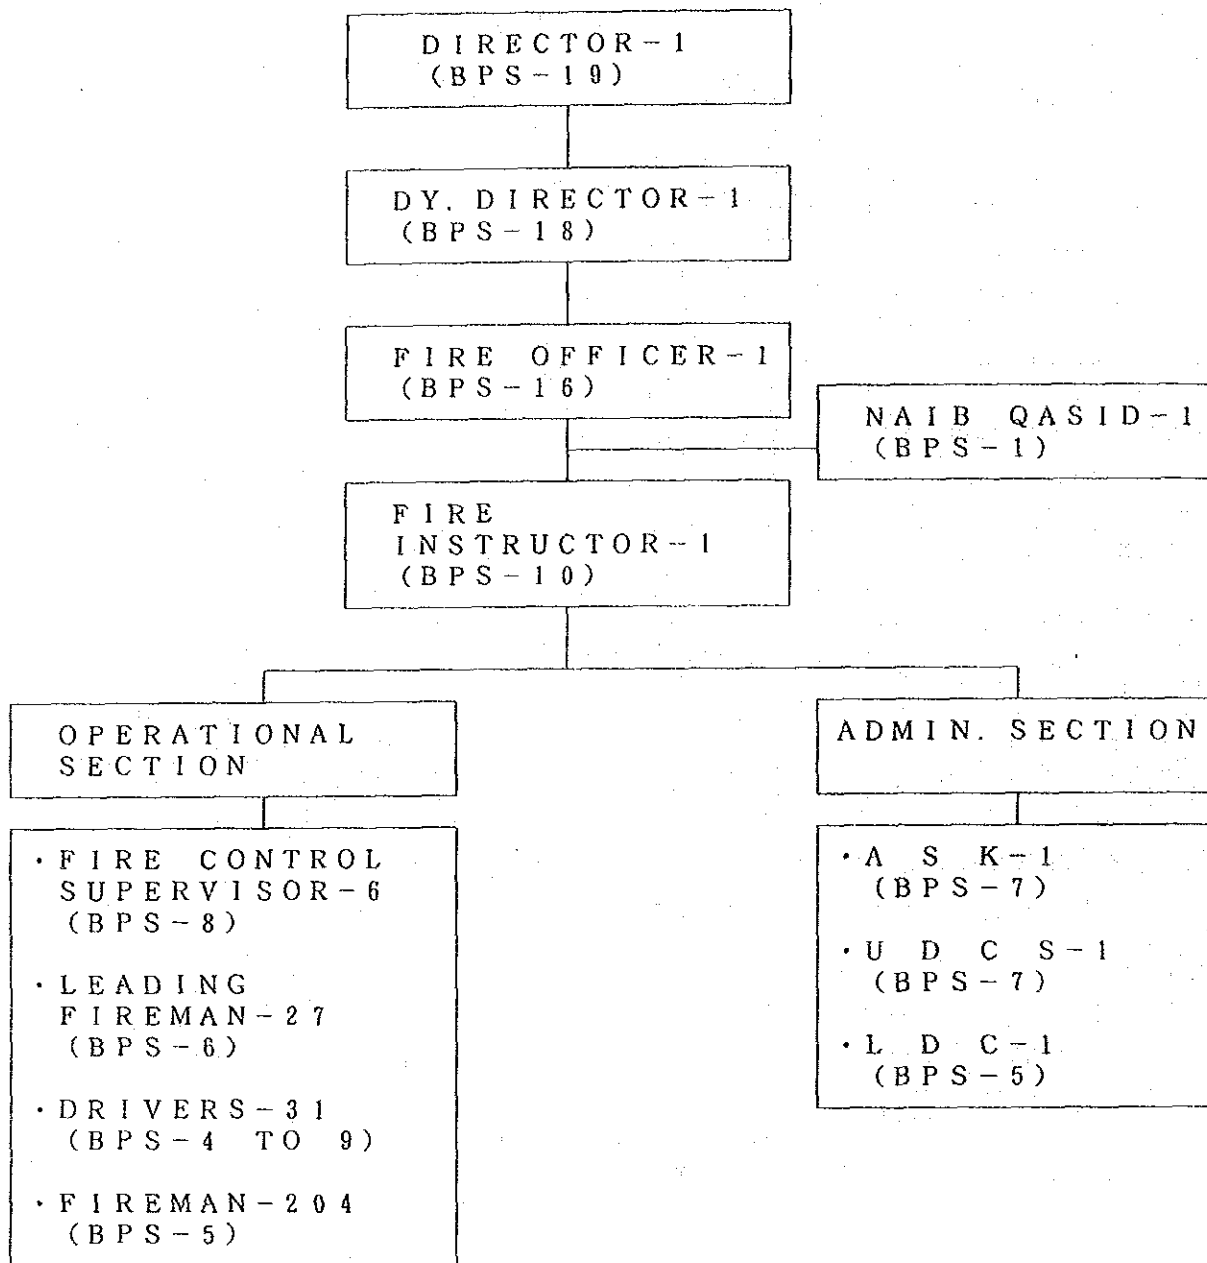 DIRECTOR-1
(BPS-19)
DY. DIRECTOR-1
(BPS-18)
FIRE OFFICER-1
(BPS-16)
NAIB QASID-1
(BPS-1)
FIRE
INSTRUCTOR-1
(BPS-10)
OPERATIONAL
SECTION
ADMIN. SECTION
・FIRE CONTROL
SUPERVISOR-6
(BPS-8)
・LEADING
FIREMAN-27
(BPS-6)
・DRIVERS-31
(BPS-4 TO 9)
・FIREMAN-204
(BPS-5)
・A S K-1
(BPS-7)
・U D C S-1
(BPS-7)
・L D C-1
(BPS-5)